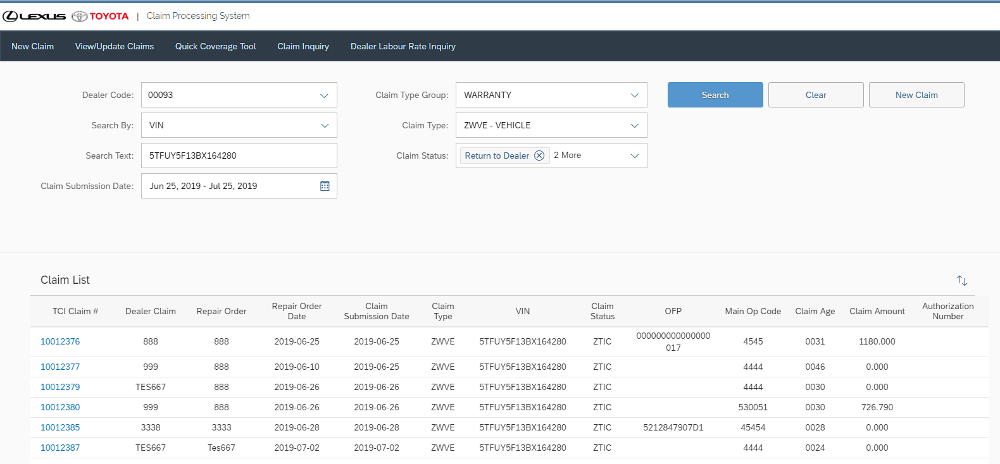 LEXUS TOYOTA | Claim Processing System
New Claim View/Update Claims Quick Coverage Tool Claim Inquiry Dealer Labour Rate Inquiry
Dealer Code: 00093 Claim Type Group: WARRANTY Search Clear New Claim
Search By: VIN Claim Type: ZWVE - VEHICLE
Search Text: 5TFUY5F13BX164280 Claim Status: Return to Dealer 2 More
Claim Submission Date: Jun 25, 2019 - Jul 25, 2019
Claim List
TCI Claim # Dealer Claim Repair Order Repair Order Date Claim Submission Date Claim Type VIN Claim Status OFP Main Op Code Claim Age Claim Amount Authorization Number
10012376 888 888 2019-06-25 2019-06-25 ZWVE 5TFUY5F13BX164280 ZTIC 000000000000000 017 4545 0031 1180.000
10012377 999 888 2019-06-10 2019-06-25 ZWVE 5TFUY5F13BX164280 ZTIC 4444 0046 0.000
10012379 TES667 888 2019-06-26 2019-06-26 ZWVE 5TFUY5F13BX164280 ZTIC 4444 0030 0.000
10012380 999 888 2019-06-26 2019-06-26 ZWVE 5TFUY5F13BX164280 ZTIC 530051 0030 726.790
10012385 3338 3333 2019-06-28 2019-06-28 ZWVE 5TFUY5F13BX164280 ZTIC 5212847907D1 45454 0028 0.000
10012387 TES667 Tes667 2019-07-02 2019-07-02 ZWVE 5TFUY5F13BX164280 ZTIC 4444 0024 0.000